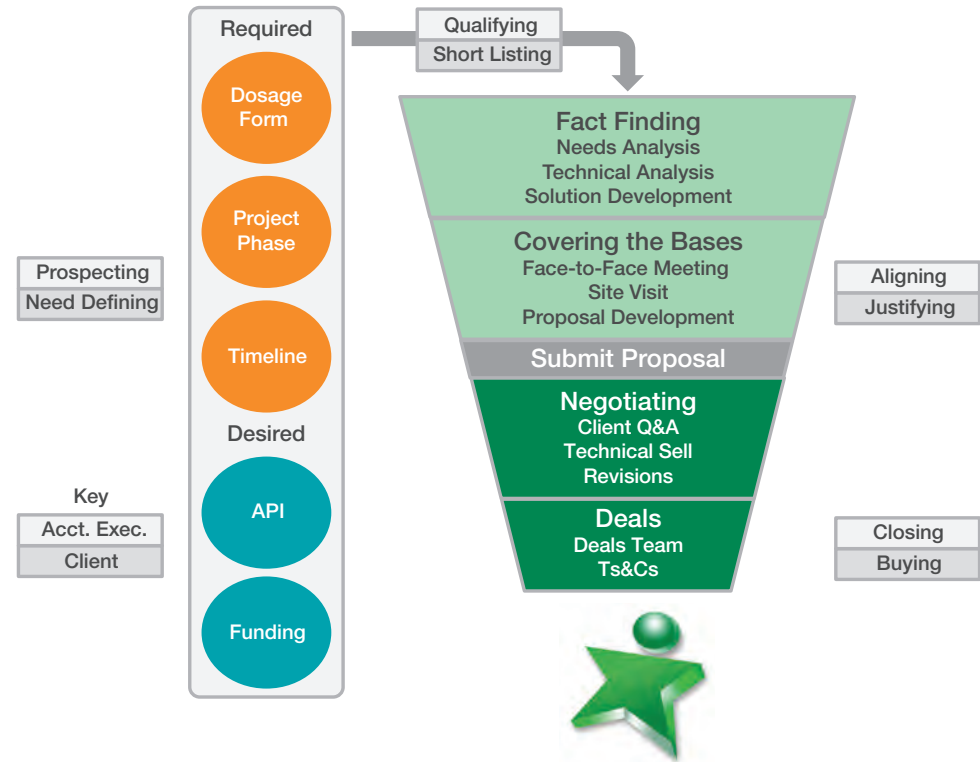 Required
Dosage
Form
Project
Phase
Timeline
Desired
API
Funding
Prospecting
Need Defining
Key
Acct. Exec.
Client
Qualifying
Short Listing
Fact Finding
Needs Analysis
Technical Analysis
Solution Development
Covering the Bases
Face-to-Face Meeting
Site Visit
Proposal Development
Submit Proposal
Negotiating
Client Q&A
Technical Sell
Revisions
Deals
Deals Team
Ts&Cs
Aligning
Justifying
Closing
Buying